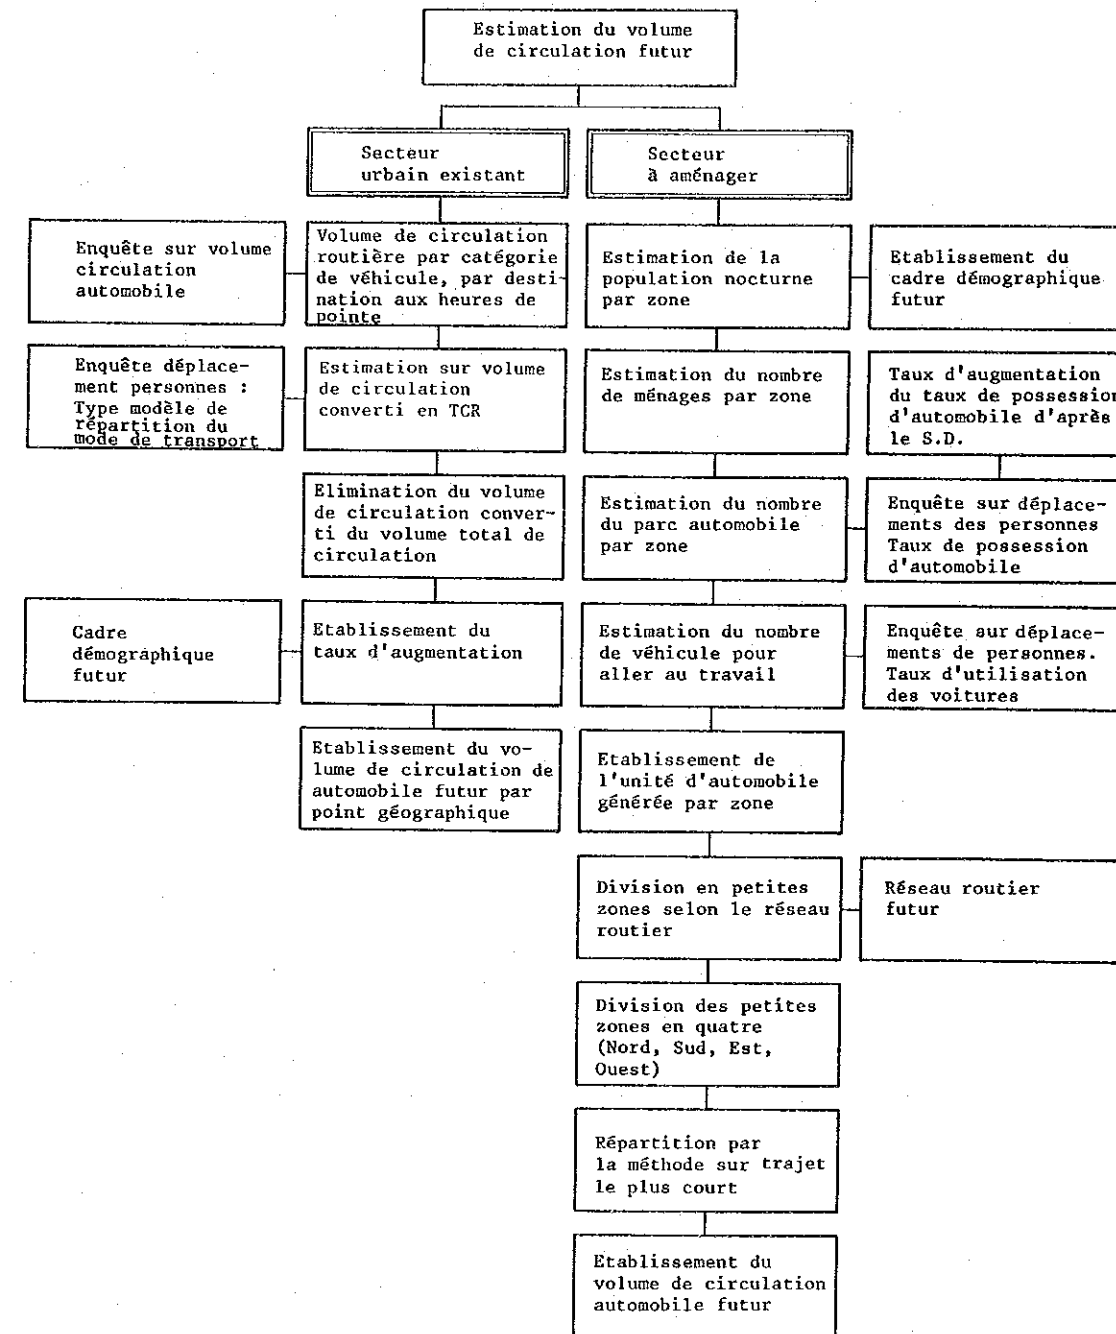 Estimation du volume
de circulation futur
Secteur
urbain existant
Secteur
à aménager
Enquête sur volume
circulation
automobile
Volume de circulation
routière par catégorie
de véhicule, par desti-
nation aux heures de
pointe
Estimation de la
population nocturne
par zone
Etablissement du
cadre démographique
futur
Enquête déplace-
ment personnes :
Type modèle de
répartition du
mode de transport
Estimation sur volume
de circulation
converti en TCR
Estimation du nombre
de ménages par zone
Taux d'augmentation
du taux de possession
d'automobile d'après
le S.D.
Elimination du volume
de circulation conver-
ti du volume total de
circulation
Estimation du nombre
du parc automobile
par zone
Enquête sur déplace-
ments des personnes
Taux de possession
d'automobile
Cadre
démographique
futur
Etablissement du
taux d'augmentation
Estimation du nombre
de véhicule pour
aller au travail
Enquête sur déplace-
ments de personnes.
Taux d'utilisation
des voitures
Etablissement du vo-
lume de circulation de
automobile futur par
point géographique
Etablissement de
l'unité d'automobile
générée par zone
Division en petites
zones selon le réseau
routier
Réseau routier
futur
Division des petites
zones en quatre
(Nord, Sud, Est,
Ouest)
Répartition par
la méthode sur trajet
le plus court
Etablissement du
volume de circulation
automobile futur